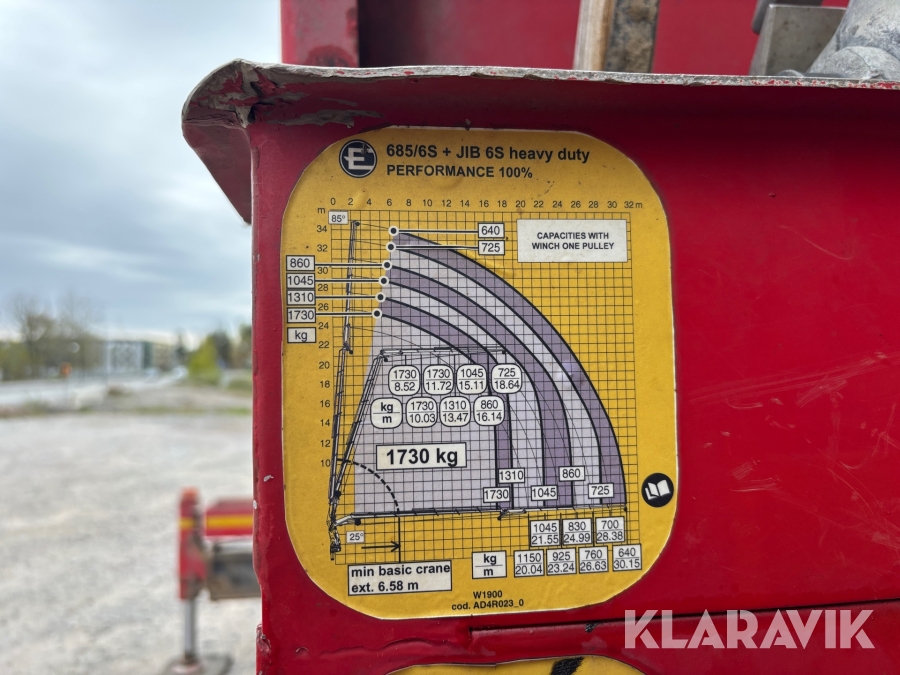 E
685/6S + JIB 6S heavy duty
PERFORMANCE 100%
0 2 4 6 8 10 12 14 16 18 20 22 24 26 28 30 32 m
m
85°
34
32
30
28
26
24
22
20
18
16
14
12
10
640
725
CAPACITIES WITH
WINCH ONE PULLEY
860
1045
1310
1730
kg
1730 1730 1045 725
8.52 11.72 15.11 18.64
kg 1730 1310 860
m 10.03 13.47 16.14
1730 kg
1310 860
1730 1045 725
25°
1045 830 700
21.55 24.99 28.38
kg 1150 925 760 640
m 20.04 23.24 26.63 30.15
min basic crane
ext. 6.58 m
W1900
cod. AD4R023_0
KLARAVIK